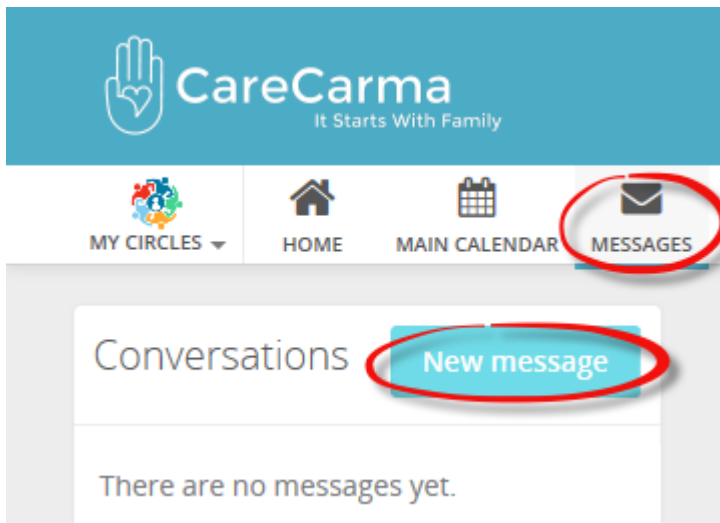 CareCarma
It Starts With Family
MY CIRCLES
HOME
MAIN CALENDAR
MESSAGES
Conversations
New message
There are no messages yet.